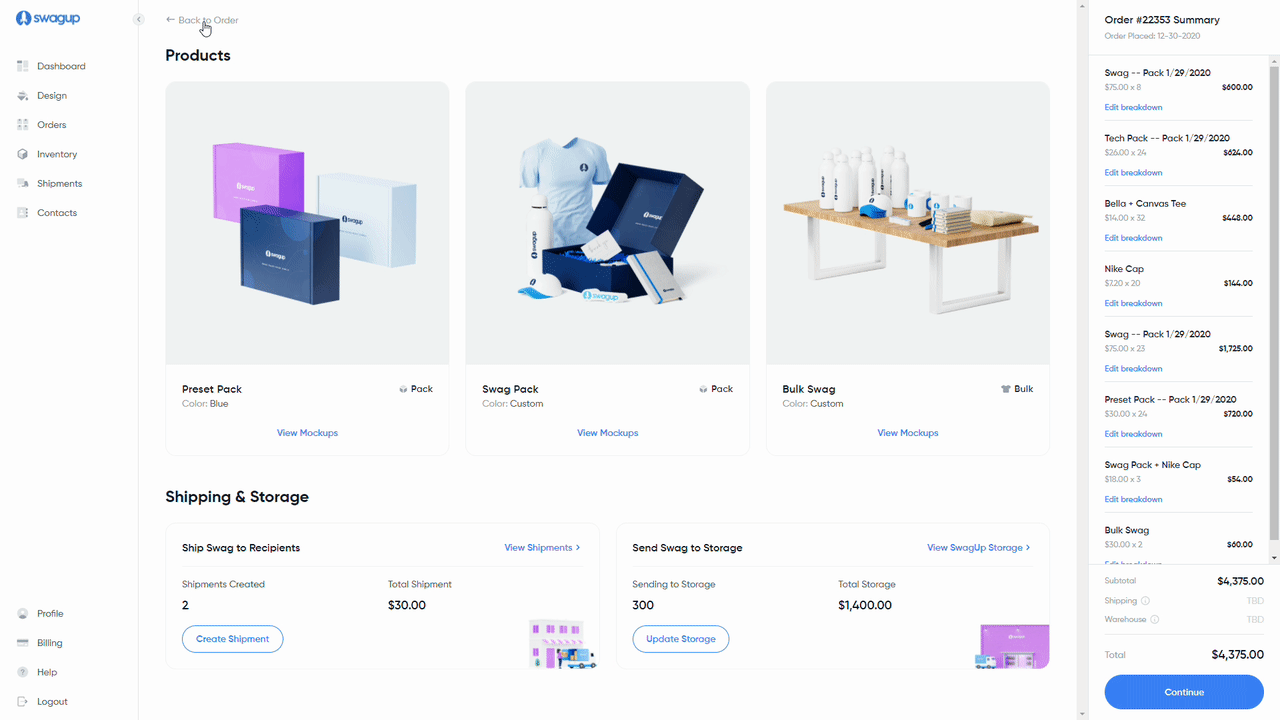 swagup
Dashboard
Design
Orders
Inventory
Shipments
Contacts
Profile
Billing
Help
Logout
← Back to Order
Products
swagup
swagup
swagup
Preset Pack
Pack
Color: Blue
View Mockups
swagup
swagup
swagup
Swag Pack
Pack
Color: Custom
View Mockups
Bulk Swag
Bulk
Color: Custom
View Mockups
Shipping & Storage
Ship Swag to Recipients
View Shipments >
Shipments Created
Total Shipment
2
$30.00
Create Shipment
Send Swag to Storage
View SwagUp Storage >
Sending to Storage
Total Storage
300
$1,400.00
Update Storage
swagup
Order #22353 Summary
Order Placed: 12-30-2020
Swag -- Pack 1/29/2020
$75.00 x 8
$600.00
Edit breakdown
Tech Pack -- Pack 1/29/2020
$26.00 x 24
$624.00
Edit breakdown
Bella + Canvas Tee
$14.00 x 32
$448.00
Edit breakdown
Nike Cap
$7.20 x 20
$144.00
Edit breakdown
Swag -- Pack 1/29/2020
$75.00 x 23
$1,725.00
Edit breakdown
Preset Pack -- Pack 1/29/2020
$30.00 x 24
$720.00
Edit breakdown
Swag Pack + Nike Cap
$18.00 x 3
$54.00
Edit breakdown
Bulk Swag
$30.00 x 2
$60.00
Edit breakdown
Subtotal
$4,375.00
Shipping
TBD
Warehouse
TBD
Total
$4,375.00
Continue